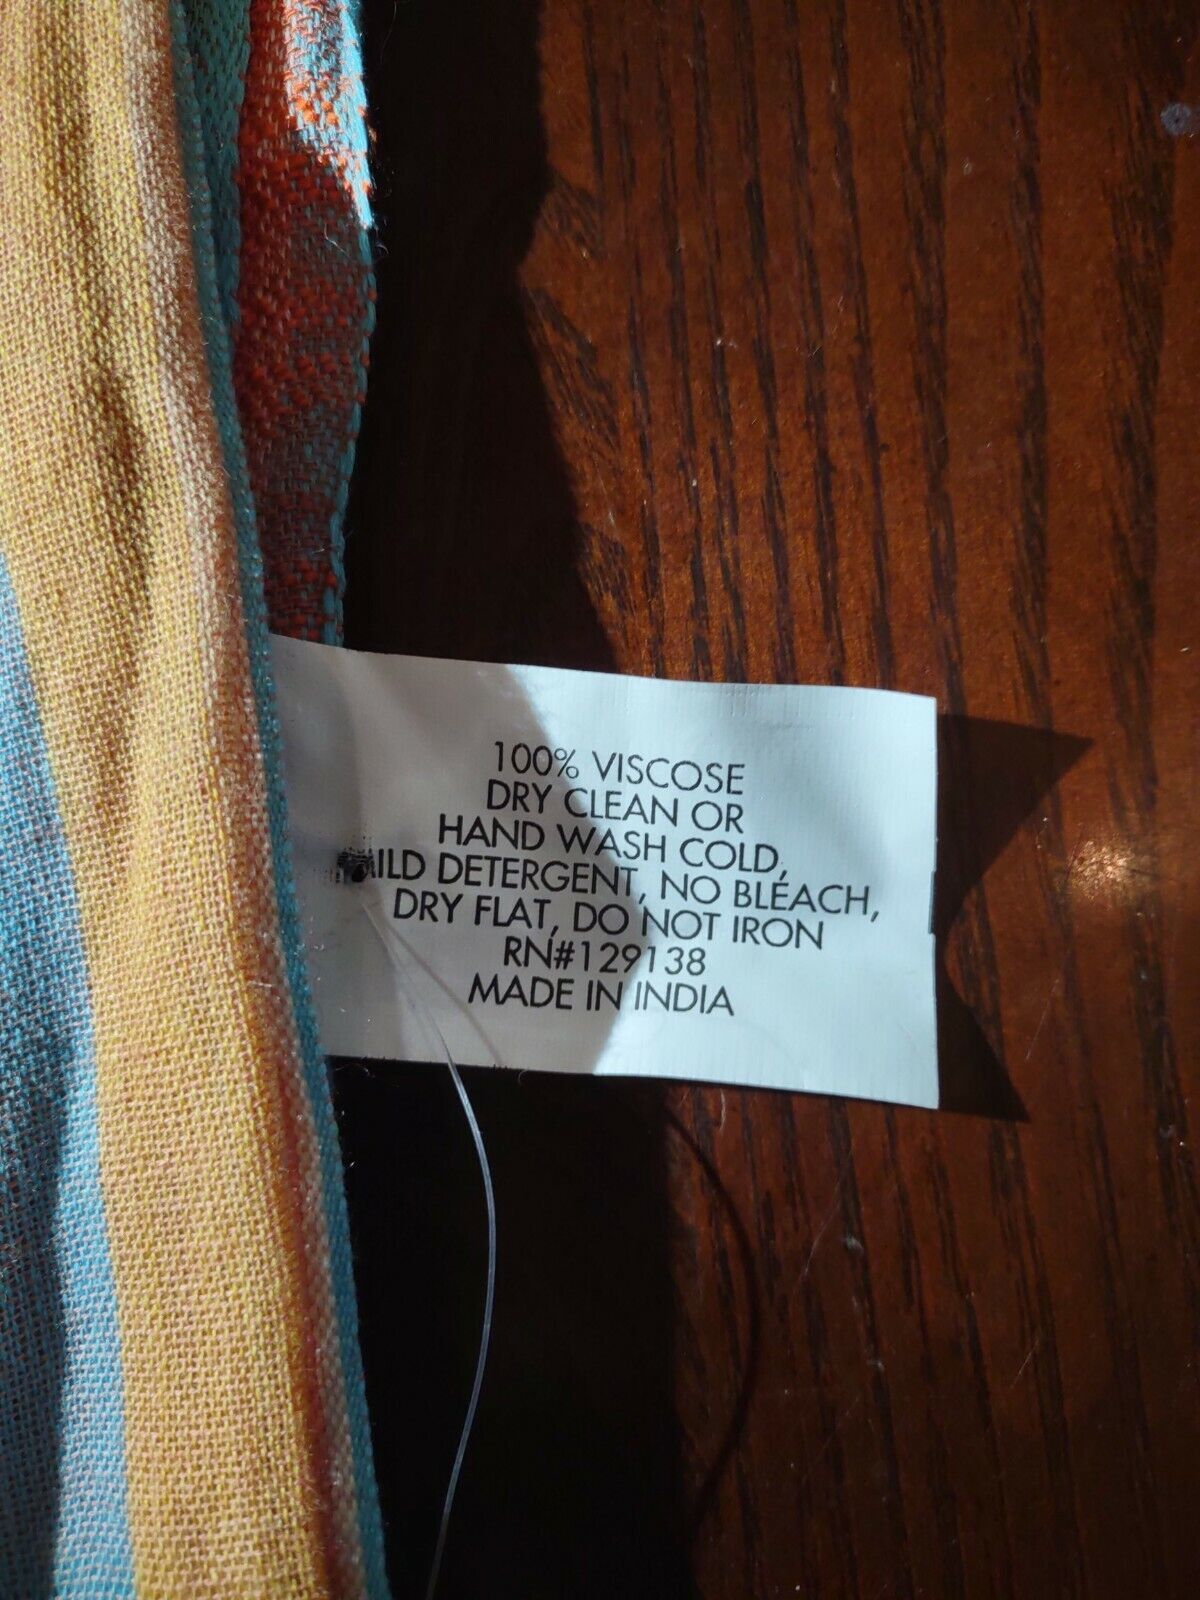 100% VISCOSE
DRY CLEAN OR
HAND WASH COLD,
MILD DETERGENT, NO BLEACH,
DRY FLAT, DO NOT IRON
RN#129138
MADE IN INDIA